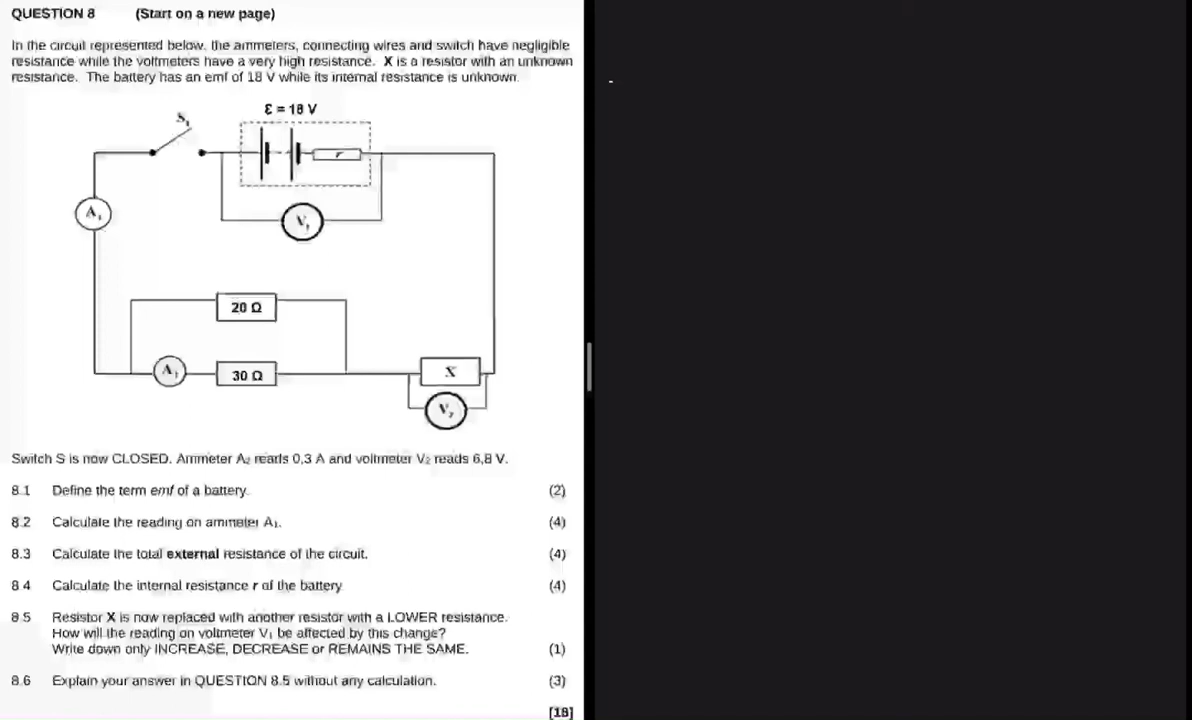 QUESTION 8 (Start on a new page)
In the circuit represented below, the ammeters, connecting wires and switch have negligible
resistance while the voltmeters have a very high resistance. X is a resistor with an unknown
resistance. The battery has an emf of 18 V while its internal resistance is unknown.
Ɛ = 18 V
S₁
r
A₁
V₁
20 Ω
30 Ω
X
V₂
Switch S is now CLOSED. Ammeter A₂ reads 0,3 A and voltmeter V₂ reads 6,8 V.
8.1 Define the term emf of a battery. (2)
8.2 Calculate the reading on ammeter A₁. (4)
8.3 Calculate the total external resistance of the circuit. (4)
8.4 Calculate the internal resistance r of the battery (4)
8.5 Resistor X is now replaced with another resistor with a LOWER resistance.
How will the reading on voltmeter V₁ be affected by this change?
Write down only INCREASE, DECREASE or REMAINS THE SAME. (1)
8.6 Explain your answer in QUESTION 8.5 without any calculation. (3)
[18]